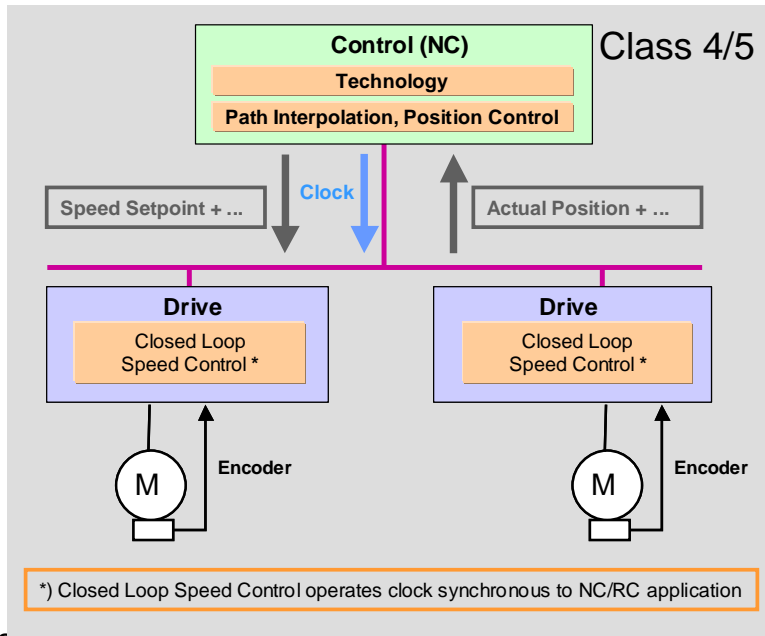 Control (NC)
Class 4/5
Technology
Path Interpolation, Position Control
Speed Setpoint + ...
Clock
Actual Position + ...
Drive
Closed Loop
Speed Control *
Drive
Closed Loop
Speed Control *
M
Encoder
M
Encoder
*) Closed Loop Speed Control operates clock synchronous to NC/RC application